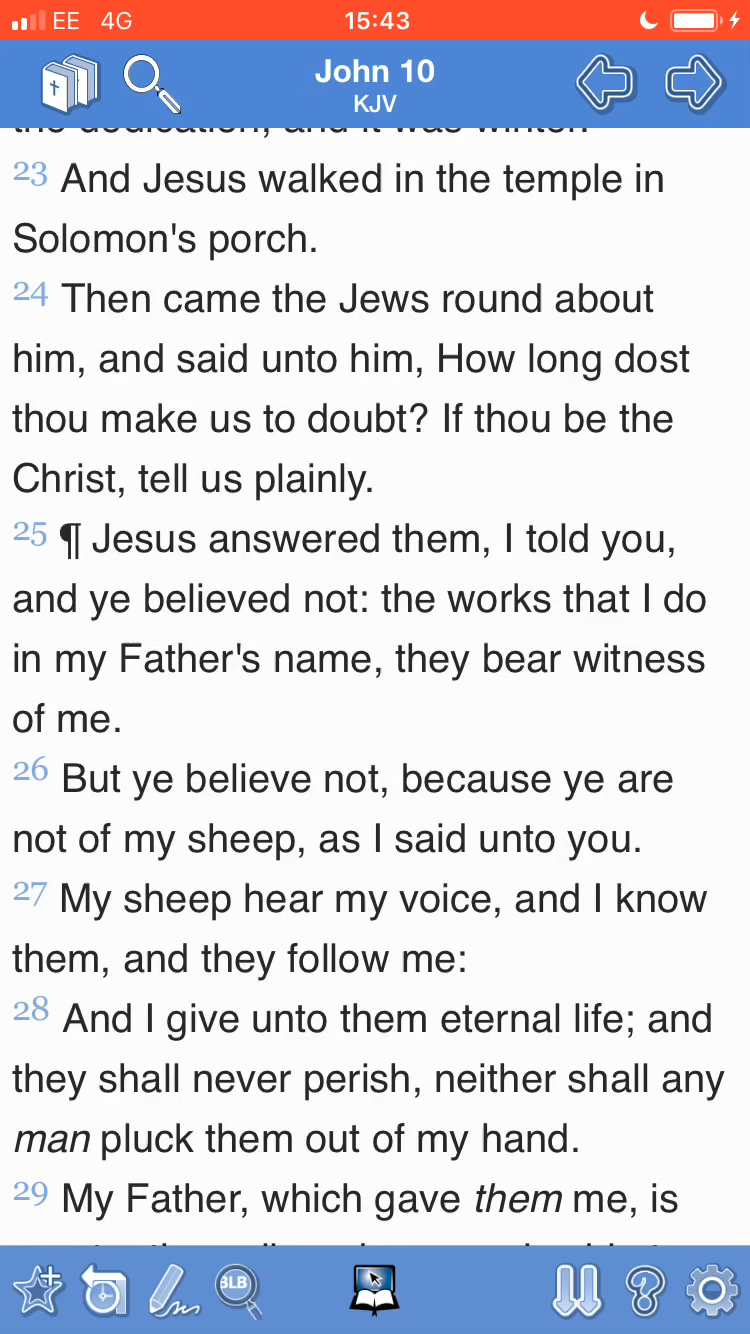 EE 4G 15:43
John 10
KJV
the dedication, and it was winter.
23 And Jesus walked in the temple in
Solomon's porch.
24 Then came the Jews round about
him, and said unto him, How long dost
thou make us to doubt? If thou be the
Christ, tell us plainly.
25 ¶ Jesus answered them, I told you,
and ye believed not: the works that I do
in my Father's name, they bear witness
of me.
26 But ye believe not, because ye are
not of my sheep, as I said unto you.
27 My sheep hear my voice, and I know
them, and they follow me:
28 And I give unto them eternal life; and
they shall never perish, neither shall any
man pluck them out of my hand.
29 My Father, which gave them me, is
BLB